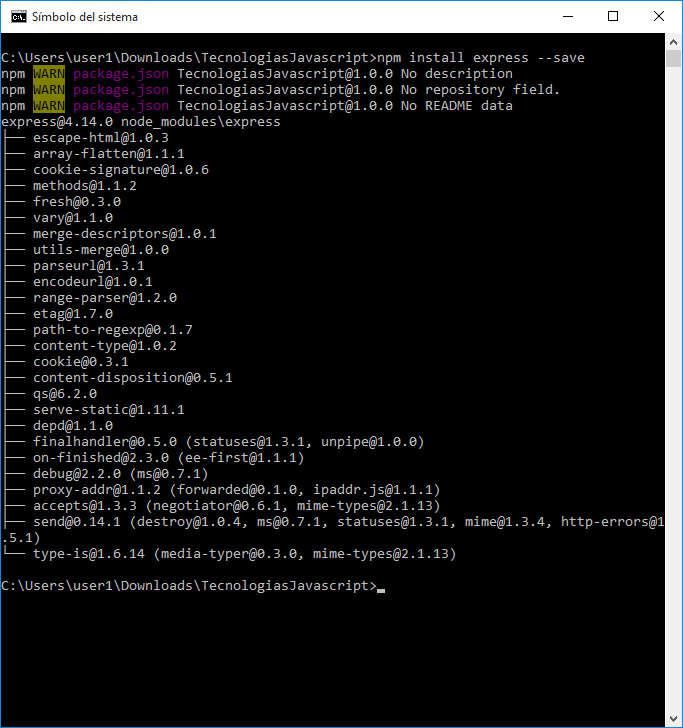 Símbolo del sistema
C:\Users\user1\Downloads\TecnologiasJavascript>npm install express --save
npm WARN package.json TecnologiasJavascript@1.0.0 No description
npm WARN package.json TecnologiasJavascript@1.0.0 No repository field.
npm WARN package.json TecnologiasJavascript@1.0.0 No README data
express@4.14.0 node_modules\express
├── escape-html@1.0.3
├── array-flatten@1.1.1
├── cookie-signature@1.0.6
├── methods@1.1.2
├── fresh@0.3.0
├── vary@1.1.0
├── merge-descriptors@1.0.1
├── utils-merge@1.0.0
├── parseurl@1.3.1
├── encodeurl@1.0.1
├── range-parser@1.2.0
├── etag@1.7.0
├── path-to-regexp@0.1.7
├── content-type@1.0.2
├── cookie@0.3.1
├── content-disposition@0.5.1
├── qs@6.2.0
├── serve-static@1.11.1
├── depd@1.1.0
├── finalhandler@0.5.0 (statuses@1.3.1, unpipe@1.0.0)
├── on-finished@2.3.0 (ee-first@1.1.1)
├── debug@2.2.0 (ms@0.7.1)
├── proxy-addr@1.1.2 (forwarded@0.1.0, ipaddr.js@1.1.1)
├── accepts@1.3.3 (negotiator@0.6.1, mime-types@2.1.13)
├── send@0.14.1 (destroy@1.0.4, ms@0.7.1, statuses@1.3.1, mime@1.3.4, http-errors@1
.5.1)
└── type-is@1.6.14 (media-typer@0.3.0, mime-types@2.1.13)
C:\Users\user1\Downloads\TecnologiasJavascript>